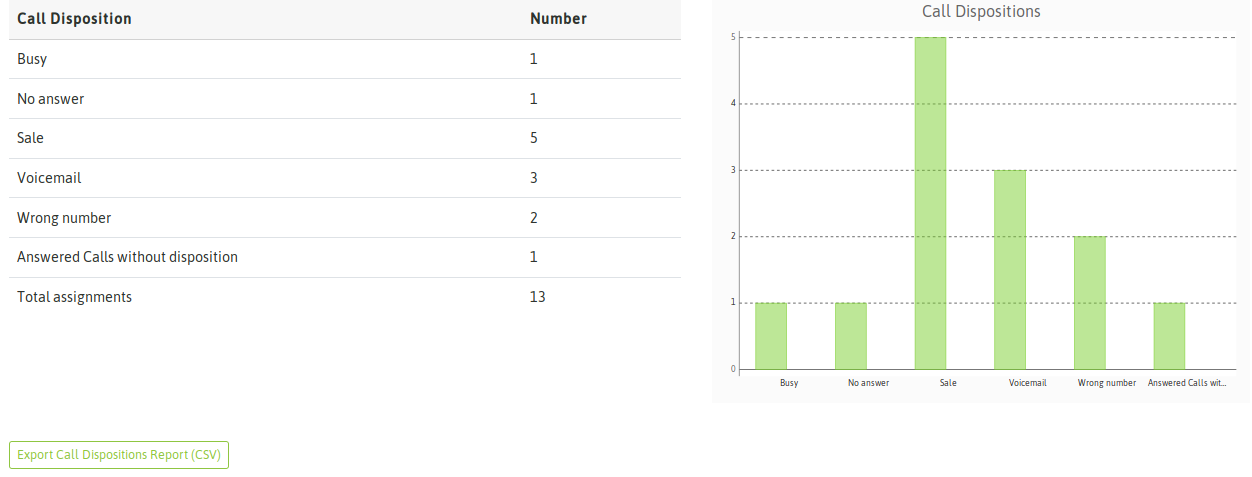 Call Disposition Number
Busy 1
No answer 1
Sale 5
Voicemail 3
Wrong number 2
Answered Calls without disposition 1
Total assignments 13
Export Call Dispositions Report (CSV)
Call Dispositions
5
4
3
2
1
0
Busy No answer Sale Voicemail Wrong number Answered Calls wit...